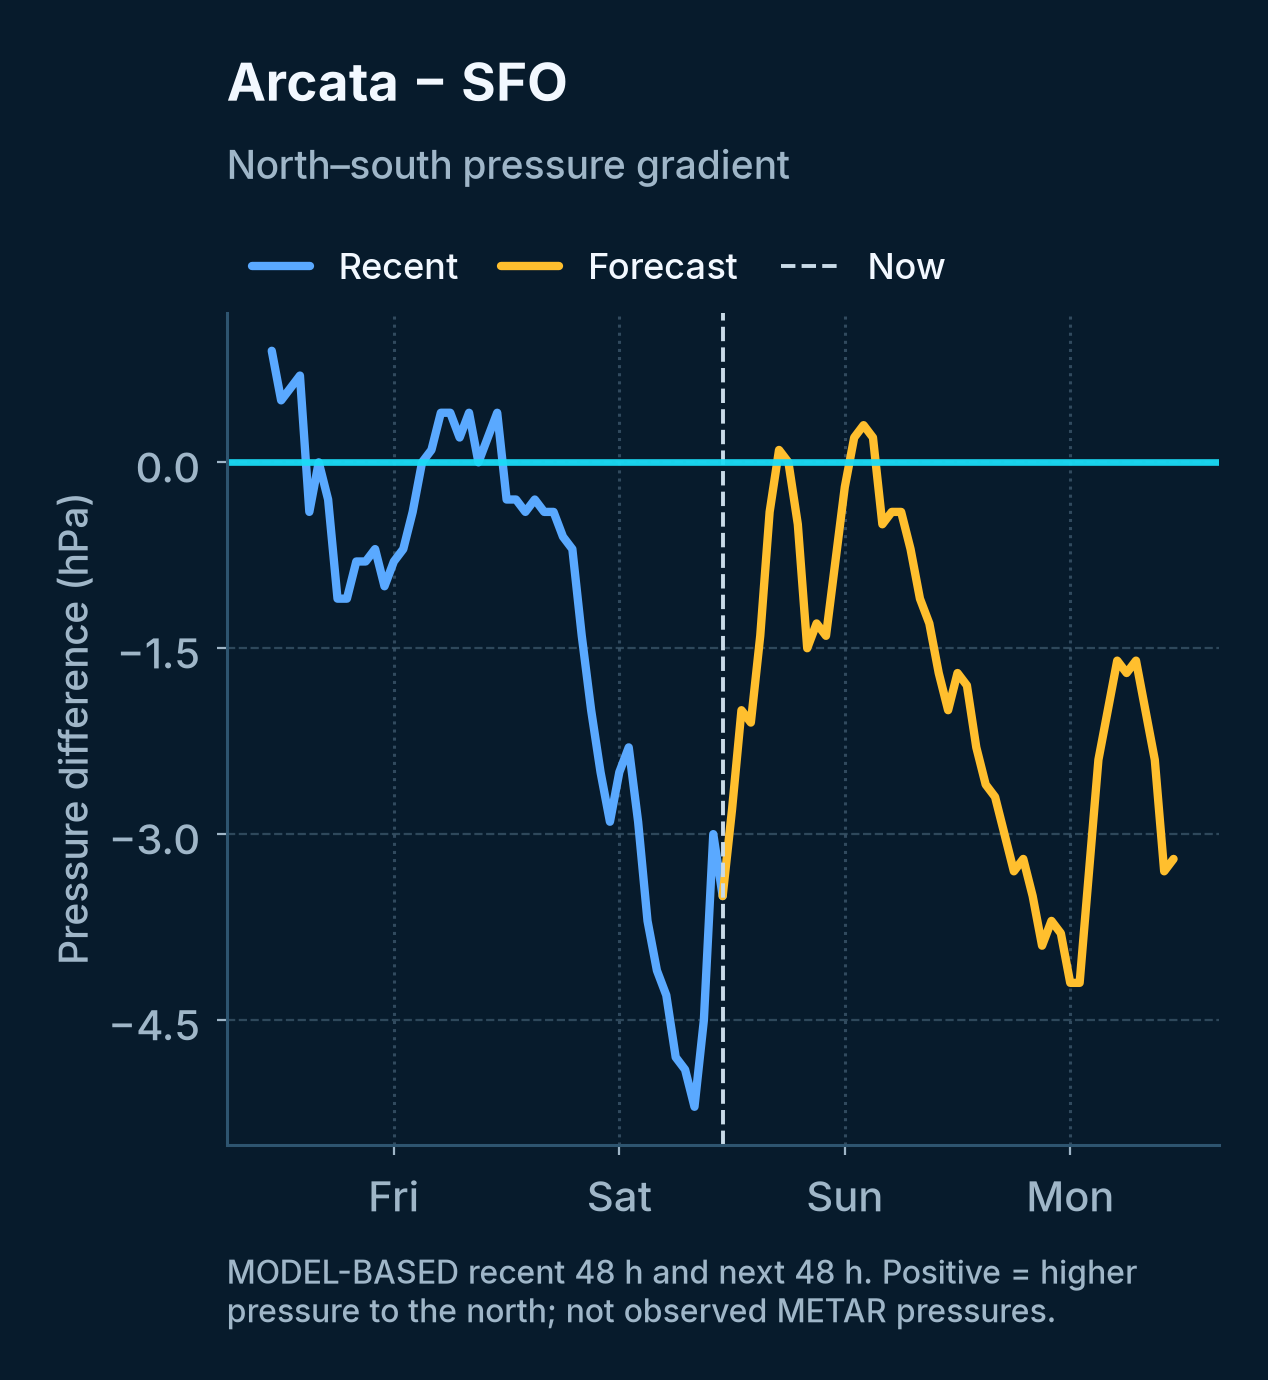 Arcata – SFO
North–south pressure gradient
Recent Forecast Now
Pressure difference (hPa)
0.0
−1.5
−3.0
−4.5
Fri Sat Sun Mon
MODEL-BASED recent 48 h and next 48 h. Positive = higher
pressure to the north; not observed METAR pressures.